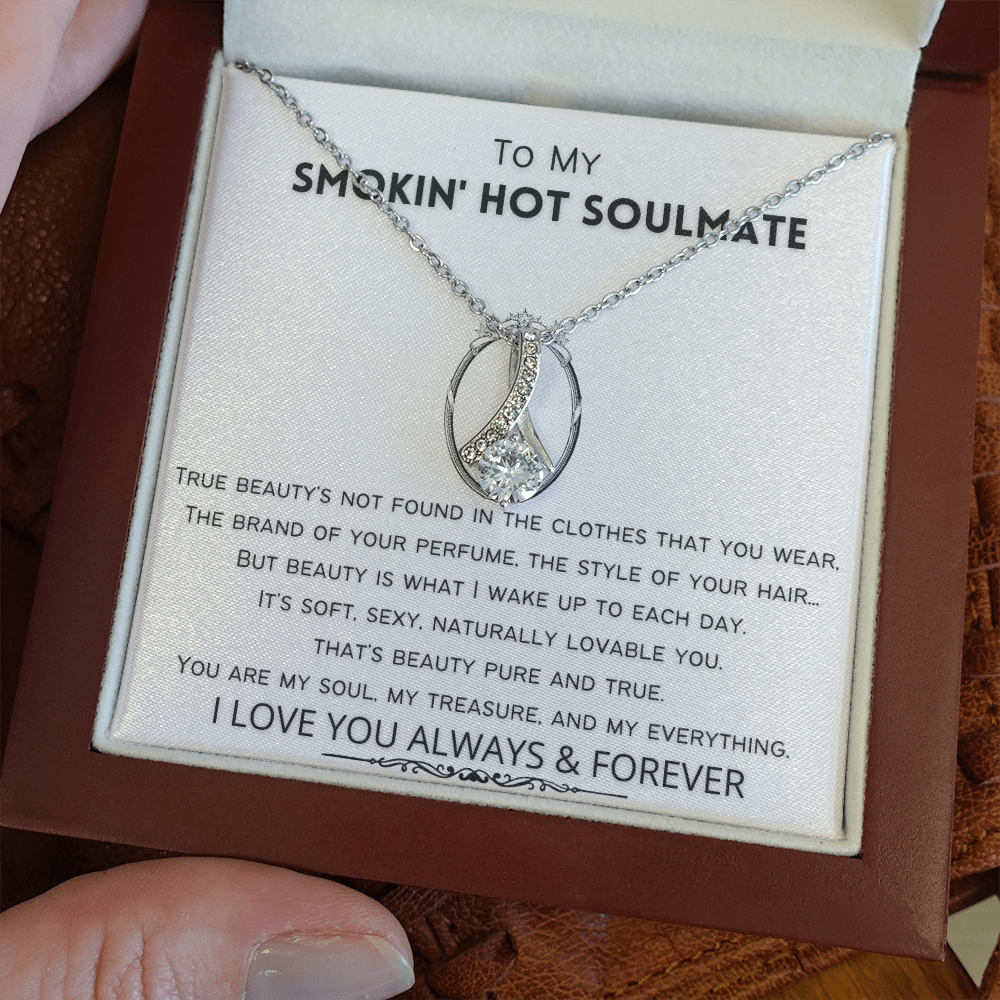 To My
SMOKIN' HOT SOULMATE
TRUE BEAUTY'S NOT FOUND IN THE CLOTHES THAT YOU WEAR,
THE BRAND OF YOUR PERFUME, THE STYLE OF YOUR HAIR...
BUT BEAUTY IS WHAT I WAKE UP TO EACH DAY.
IT'S SOFT, SEXY, NATURALLY LOVABLE YOU.
THAT'S BEAUTY PURE AND TRUE.
YOU ARE MY SOUL, MY TREASURE, AND MY EVERYTHING.
I LOVE YOU ALWAYS & FOREVER